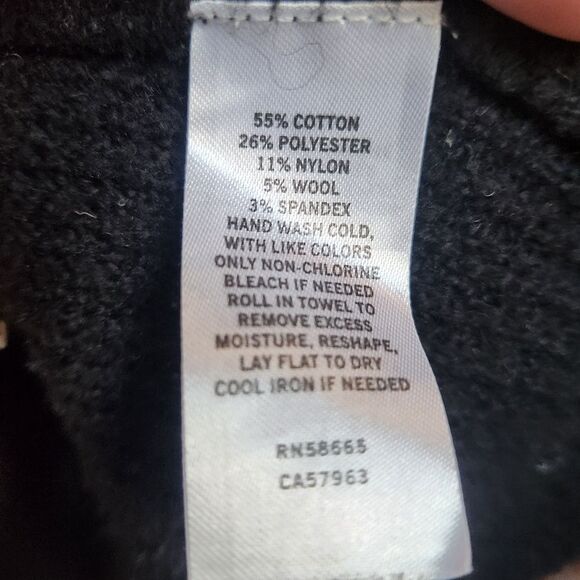 55% COTTON
26% POLYESTER
11% NYLON
5% WOOL
3% SPANDEX
HAND WASH COLD,
WITH LIKE COLORS
ONLY NON-CHLORINE
BLEACH IF NEEDED
ROLL IN TOWEL TO
REMOVE EXCESS
MOISTURE, RESHAPE,
LAY FLAT TO DRY
COOL IRON IF NEEDED
RN58665
CA57963